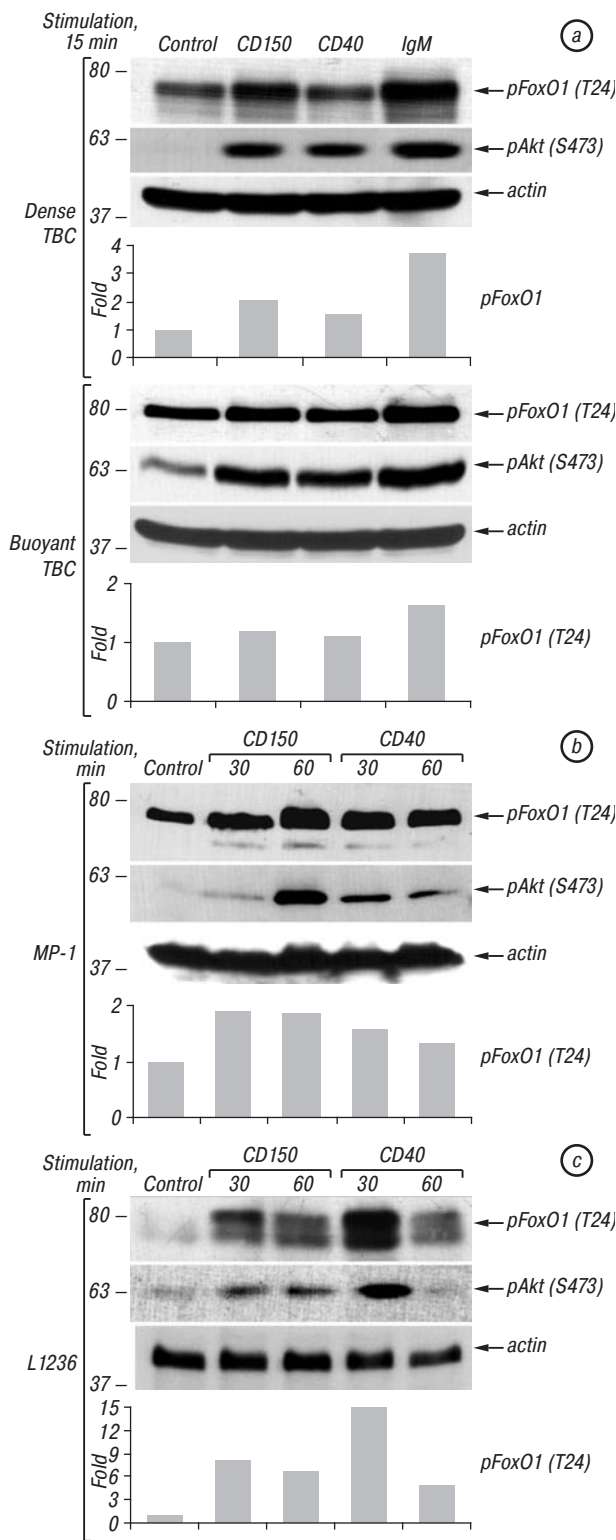 Stimulation,
15 min Control CD150 CD40 IgM a
80
pFoxO1 (T24)
63
pAkt (S473)
actin
37
Dense
TBC
4
3
2
1
0
Fold
pFoxO1
80
pFoxO1 (T24)
63
pAkt (S473)
actin
37
Buoyant
TBC
2
1
0
Fold
pFoxO1 (T24)
Stimulation,
min Control CD150 CD40 b
30 60 30 60
80
pFoxO1 (T24)
63
pAkt (S473)
actin
37
MP-1
2
1
0
Fold
pFoxO1 (T24)
Stimulation,
min Control CD150 CD40 c
30 60 30 60
80
pFoxO1 (T24)
63
pAkt (S473)
actin
37
L1236
15
12
9
6
3
0
Fold
pFoxO1 (T24)